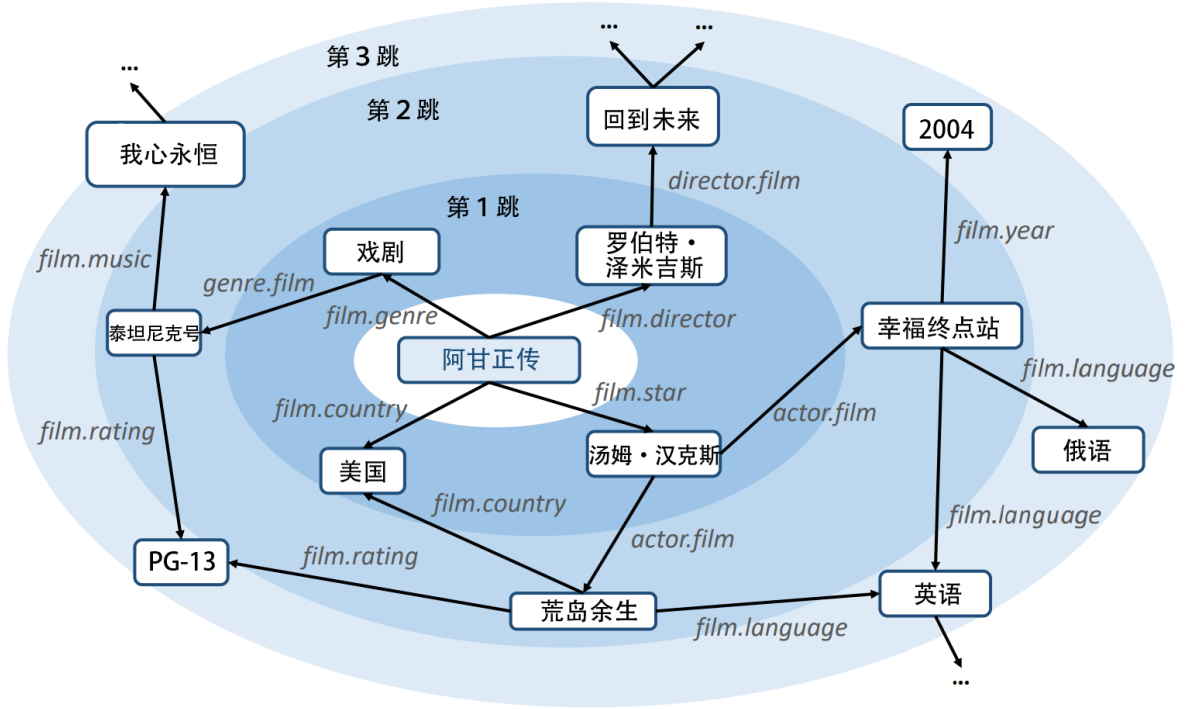 ...
...
第 3 跳
...
第 2 跳
回到未来
2004
我心永恒
director.film
第 1 跳
film.year
戏剧
罗伯特·
泽米吉斯
film.music
genre.film
film.genre
film.director
泰坦尼克号
幸福终点站
阿甘正传
film.language
film.star
film.country
actor.film
film.rating
美国
汤姆·汉克斯
俄语
film.country
film.language
actor.film
film.rating
PG-13
荒岛余生
英语
film.language
...